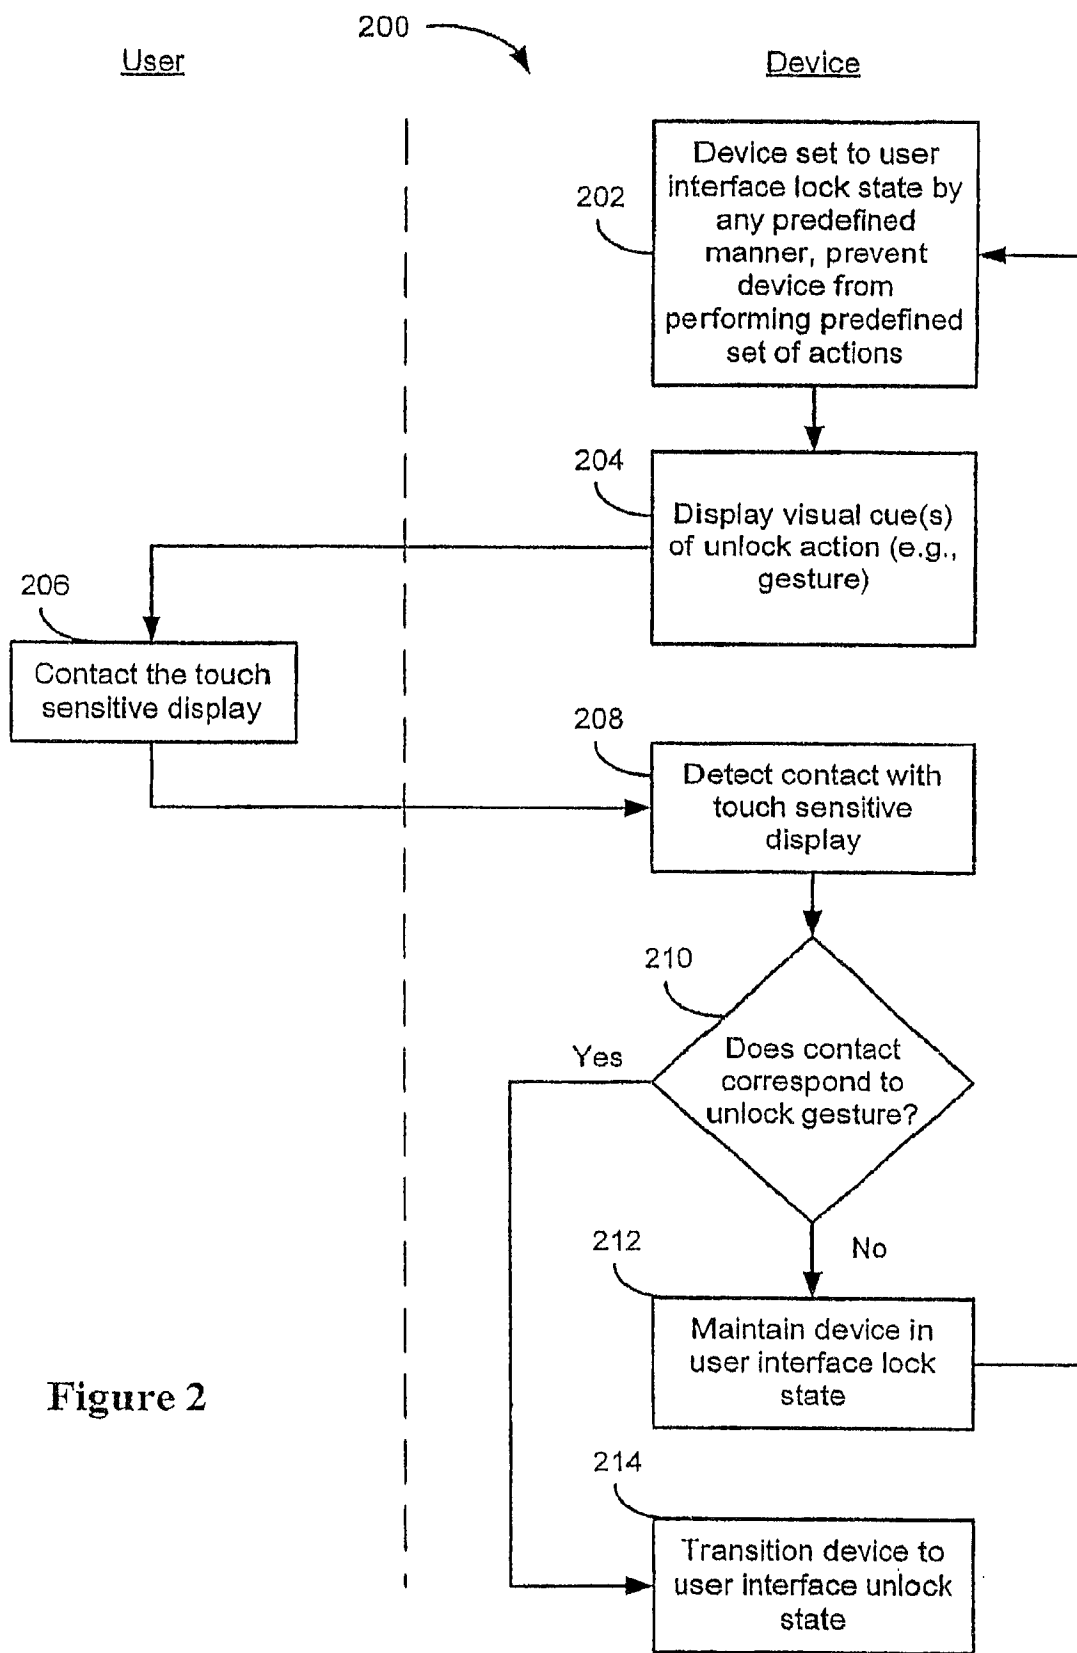 200
User
Device
202
Device set to user
interface lock state by
any predefined
manner, prevent
device from
performing predefined
set of actions
204
Display visual cue(s)
of unlock action (e.g.,
gesture)
206
Contact the touch
sensitive display
208
Detect contact with
touch sensitive
display
210
Does contact
correspond to
unlock gesture?
Yes
No
212
Maintain device in
user interface lock
state
Figure 2
214
Transition device to
user interface unlock
state